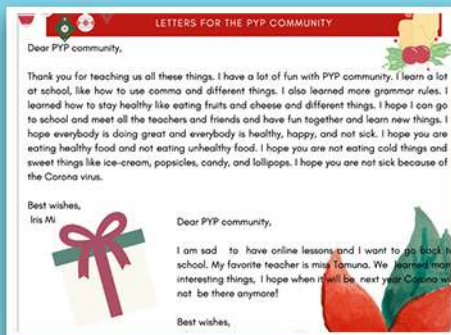 LETTERS FOR THE PYP COMMUNITY
Dear PYP community,
Thank you for teaching us all these things. I have a lot of fun with PYP community. I learn a lot
at school, like how to use comma and different things. I also learned more grammar rules. I
learned how to stay healthy like eating fruits and cheese and different things. I hope I can go
to school and meet all the teachers and friends and have fun together and learn new things. I
hope everybody is doing great and everybody is healthy, happy, and not sick. I hope you are
eating healthy food and not eating unhealthy food. I hope you are not eating cold things and
sweet things like ice-cream, popsicles, candy, and lollipops. I hope you are not sick because of
the Corona virus.
Best wishes,
Iris Mi
Dear PYP community,
I am sad to have online lessons and I want to go back to
school. My favorite teacher is miss Tamuna. We learned many
interesting things, I hope when it will be next year Corona wi
not be there anymore!
Best wishes,